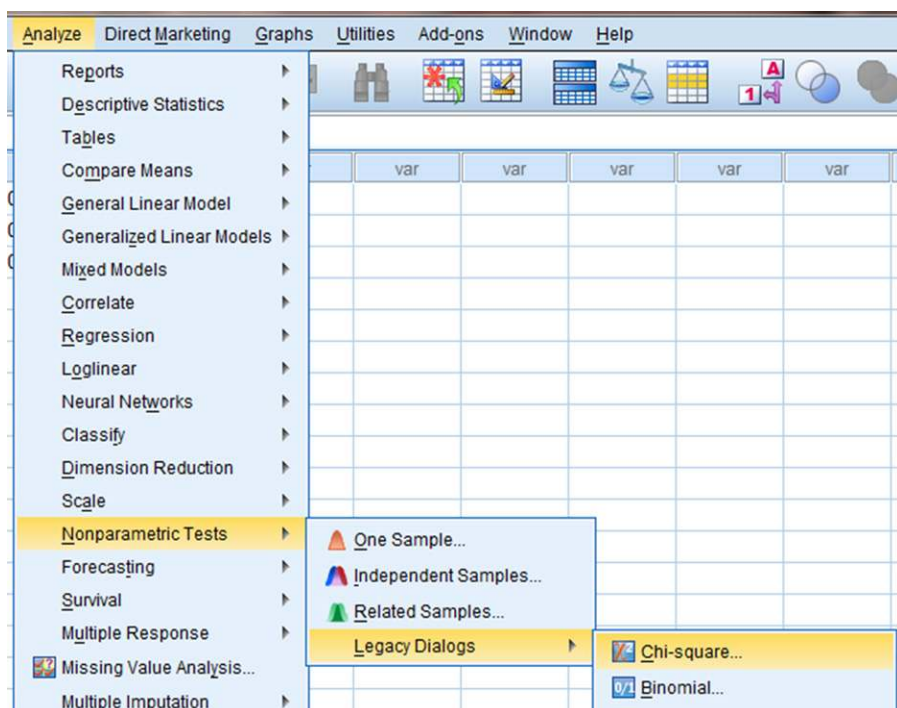 Analyze Direct Marketing Graphs Utilities Add-ons Window Help
Reports
Descriptive Statistics
Tables
Compare Means
var var var var var
General Linear Model
Generalized Linear Models
Mixed Models
Correlate
Regression
Loglinear
Neural Networks
Classify
Dimension Reduction
Scale
Nonparametric Tests
Forecasting
Survival
Multiple Response
Missing Value Analysis...
Multiple Imputation
One Sample...
Independent Samples...
Related Samples...
Legacy Dialogs
Chi-square...
Binomial...
A
1
0/1